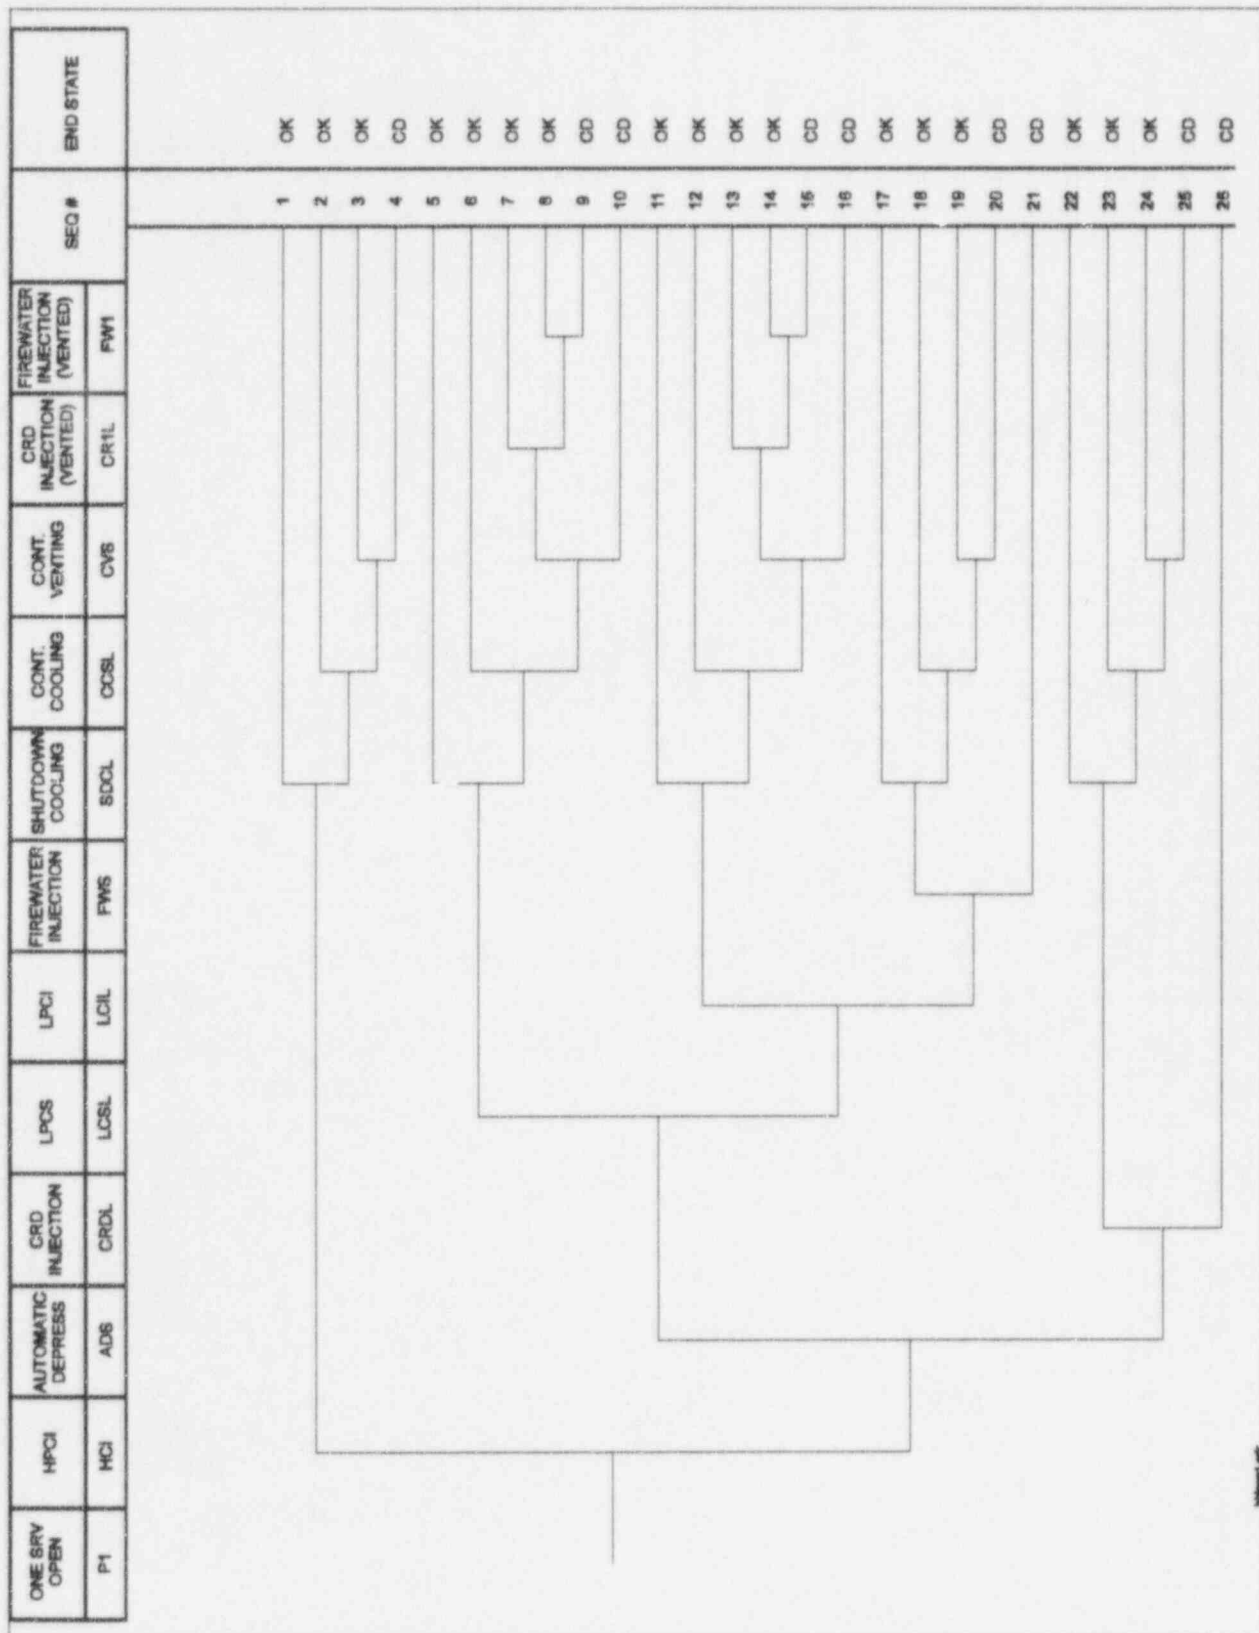 ONE SRV
OPEN
HPCI
AUTOMATIC
DEPRESS
CRD
INJECTION
LPCS
LPCI
FIREWATER
INJECTION
SHUTDOWN
COOLING
CONT.
COOLING
CONT.
VENTING
CRD
INJECTION
(VENTED)
FIREWATER
INJECTION
(VENTED)
SEQ #
END STATE
P1
HCI
ADS
CRDL
LCSL
LCIL
FWS
SDCL
CCSL
CVS
CR1L
FW1
1 OK
2 OK
3 OK
4 CD
5 OK
6 OK
7 OK
8 OK
9 CD
10 CD
11 OK
12 OK
13 OK
14 OK
15 CD
16 CD
17 OK
18 OK
19 OK
20 CD
21 CD
22 OK
23 OK
24 OK
25 CD
26 CD